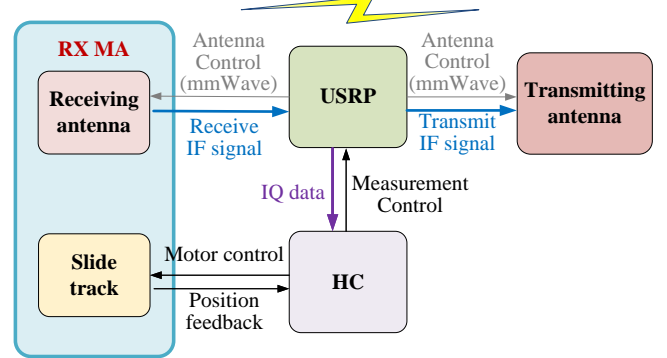 RX MA
Antenna
Control
(mmWave)
Antenna
Control
(mmWave)
Receiving
antenna
USRP
Transmitting
antenna
Receive
IF signal
Transmit
IF signal
IQ data
Measurement
Control
Slide
track
Motor control
HC
Position
feedback